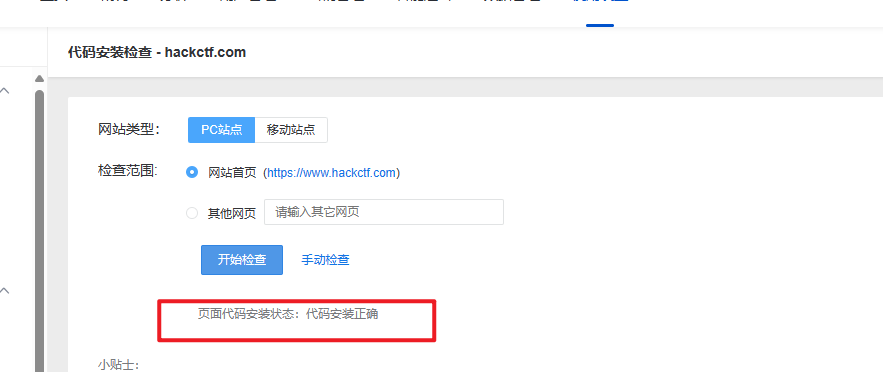 代码安装检查 - hackctf.com
网站类型：
PC站点 移动站点
检查范围:
网站首页 (https://www.hackctf.com)
其他网页 请输入其它网页
开始检查 手动检查
页面代码安装状态：代码安装正确
小贴士：